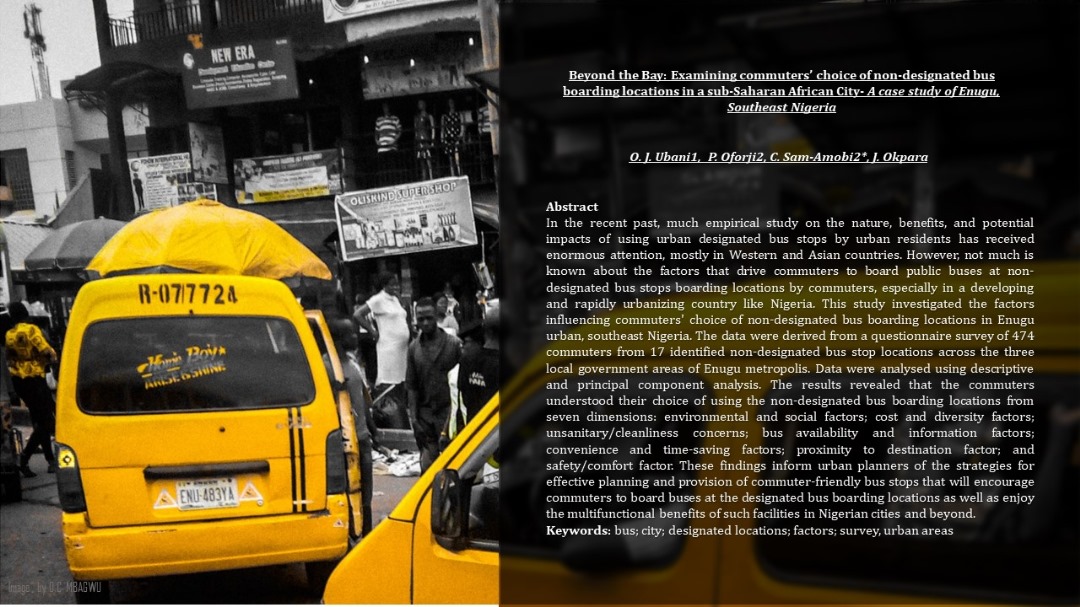 NEW ERA
OLISKIND SUPER SHOP
R-07/7724
Home Boy
ARISE & SHINE
ENU-483YA
Image by D.C. MBAGWU
Beyond the Bay: Examining commuters’ choice of non-designated bus
boarding locations in a sub-Saharan African City- A case study of Enugu,
Southeast Nigeria
O. J. Ubani1, P. Oforji2, C. Sam-Amobi2*, J. Okpara
Abstract
In the recent past, much empirical study on the nature, benefits, and potential
impacts of using urban designated bus stops by urban residents has received
enormous attention, mostly in Western and Asian countries. However, not much is
known about the factors that drive commuters to board public buses at non-
designated bus stops boarding locations by commuters, especially in a developing
and rapidly urbanizing country like Nigeria. This study investigated the factors
influencing commuters’ choice of non-designated bus boarding locations in Enugu
urban, southeast Nigeria. The data were derived from a questionnaire survey of 474
commuters from 17 identified non-designated bus stop locations across the three
local government areas of Enugu metropolis. Data were analysed using descriptive
and principal component analysis. The results revealed that the commuters
understood their choice of using the non-designated bus boarding locations from
seven dimensions: environmental and social factors; cost and diversity factors;
unsanitary/cleanliness concerns; bus availability and information factors;
convenience and time-saving factors; proximity to destination factor; and
safety/comfort factor. These findings inform urban planners of the strategies for
effective planning and provision of commuter-friendly bus stops that will encourage
commuters to board buses at the designated bus boarding locations as well as enjoy
the multifunctional benefits of such facilities in Nigerian cities and beyond.
Keywords: bus; city; designated locations; factors; survey, urban areas